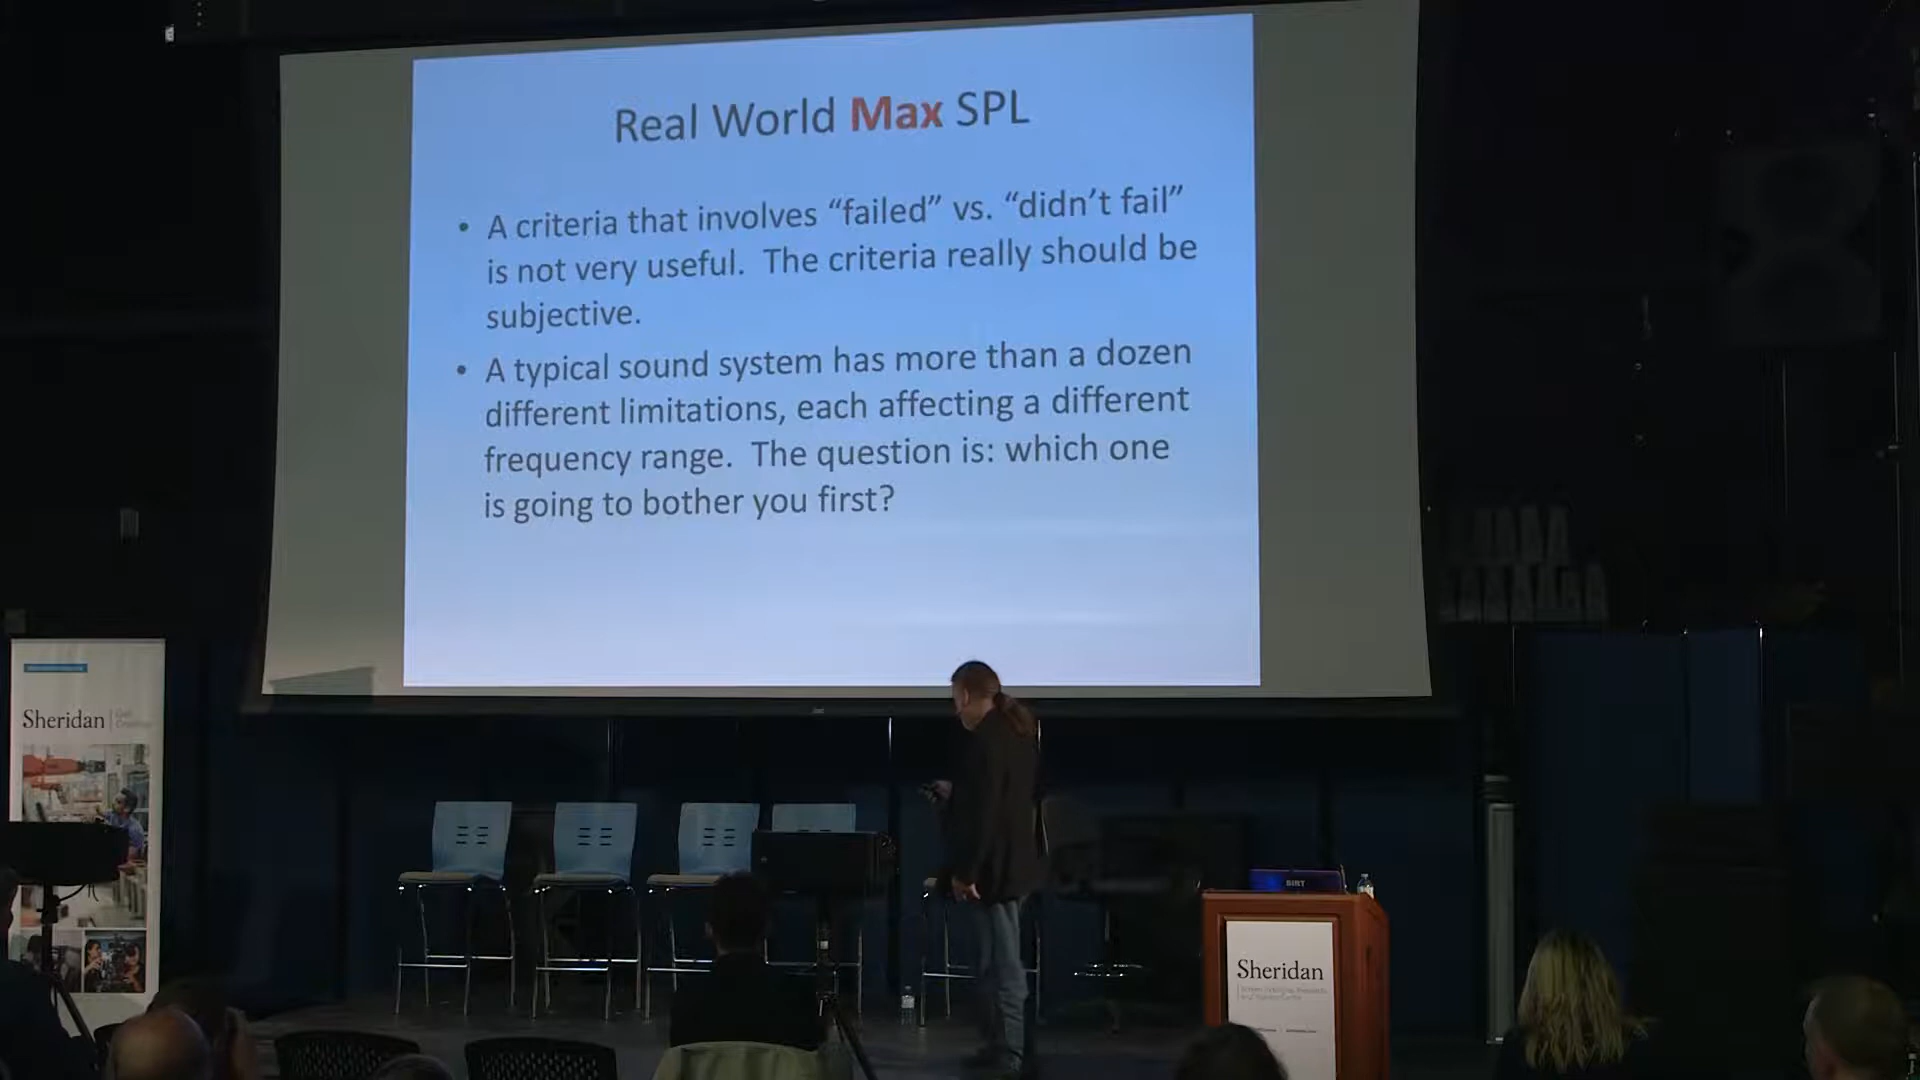 Real World Max SPL
• A criteria that involves “failed” vs. “didn’t fail”
is not very useful.  The criteria really should be
subjective.
• A typical sound system has more than a dozen
different limitations, each affecting a different
frequency range.  The question is: which one
is going to bother you first?
Sheridan
SIRT
Sheridan